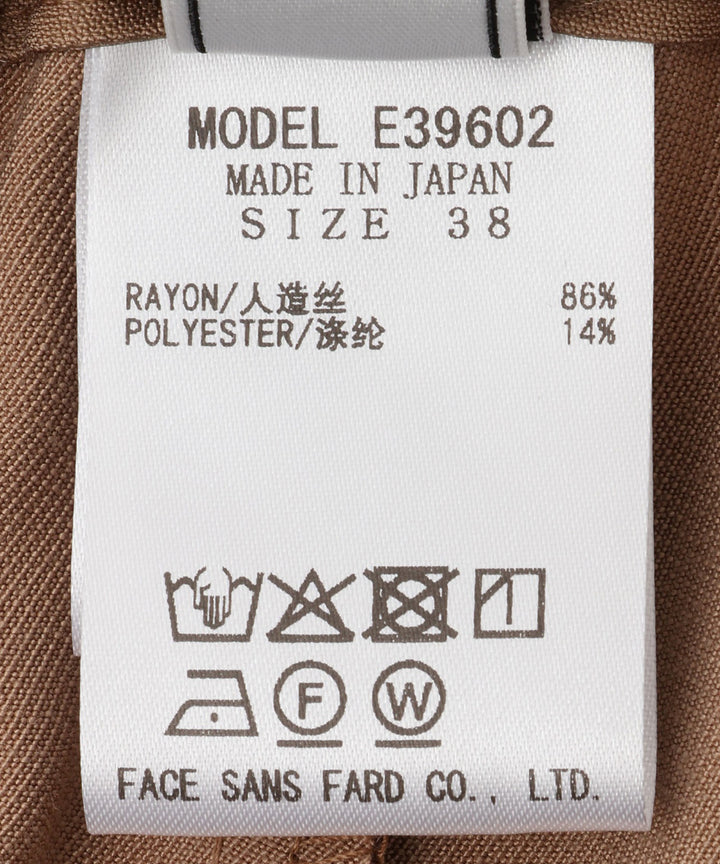 MODEL E39602
MADE IN JAPAN
SIZE 38
RAYON/人造丝 86%
POLYESTER/涤纶 14%
F W
FACE SANS FARD CO., LTD.